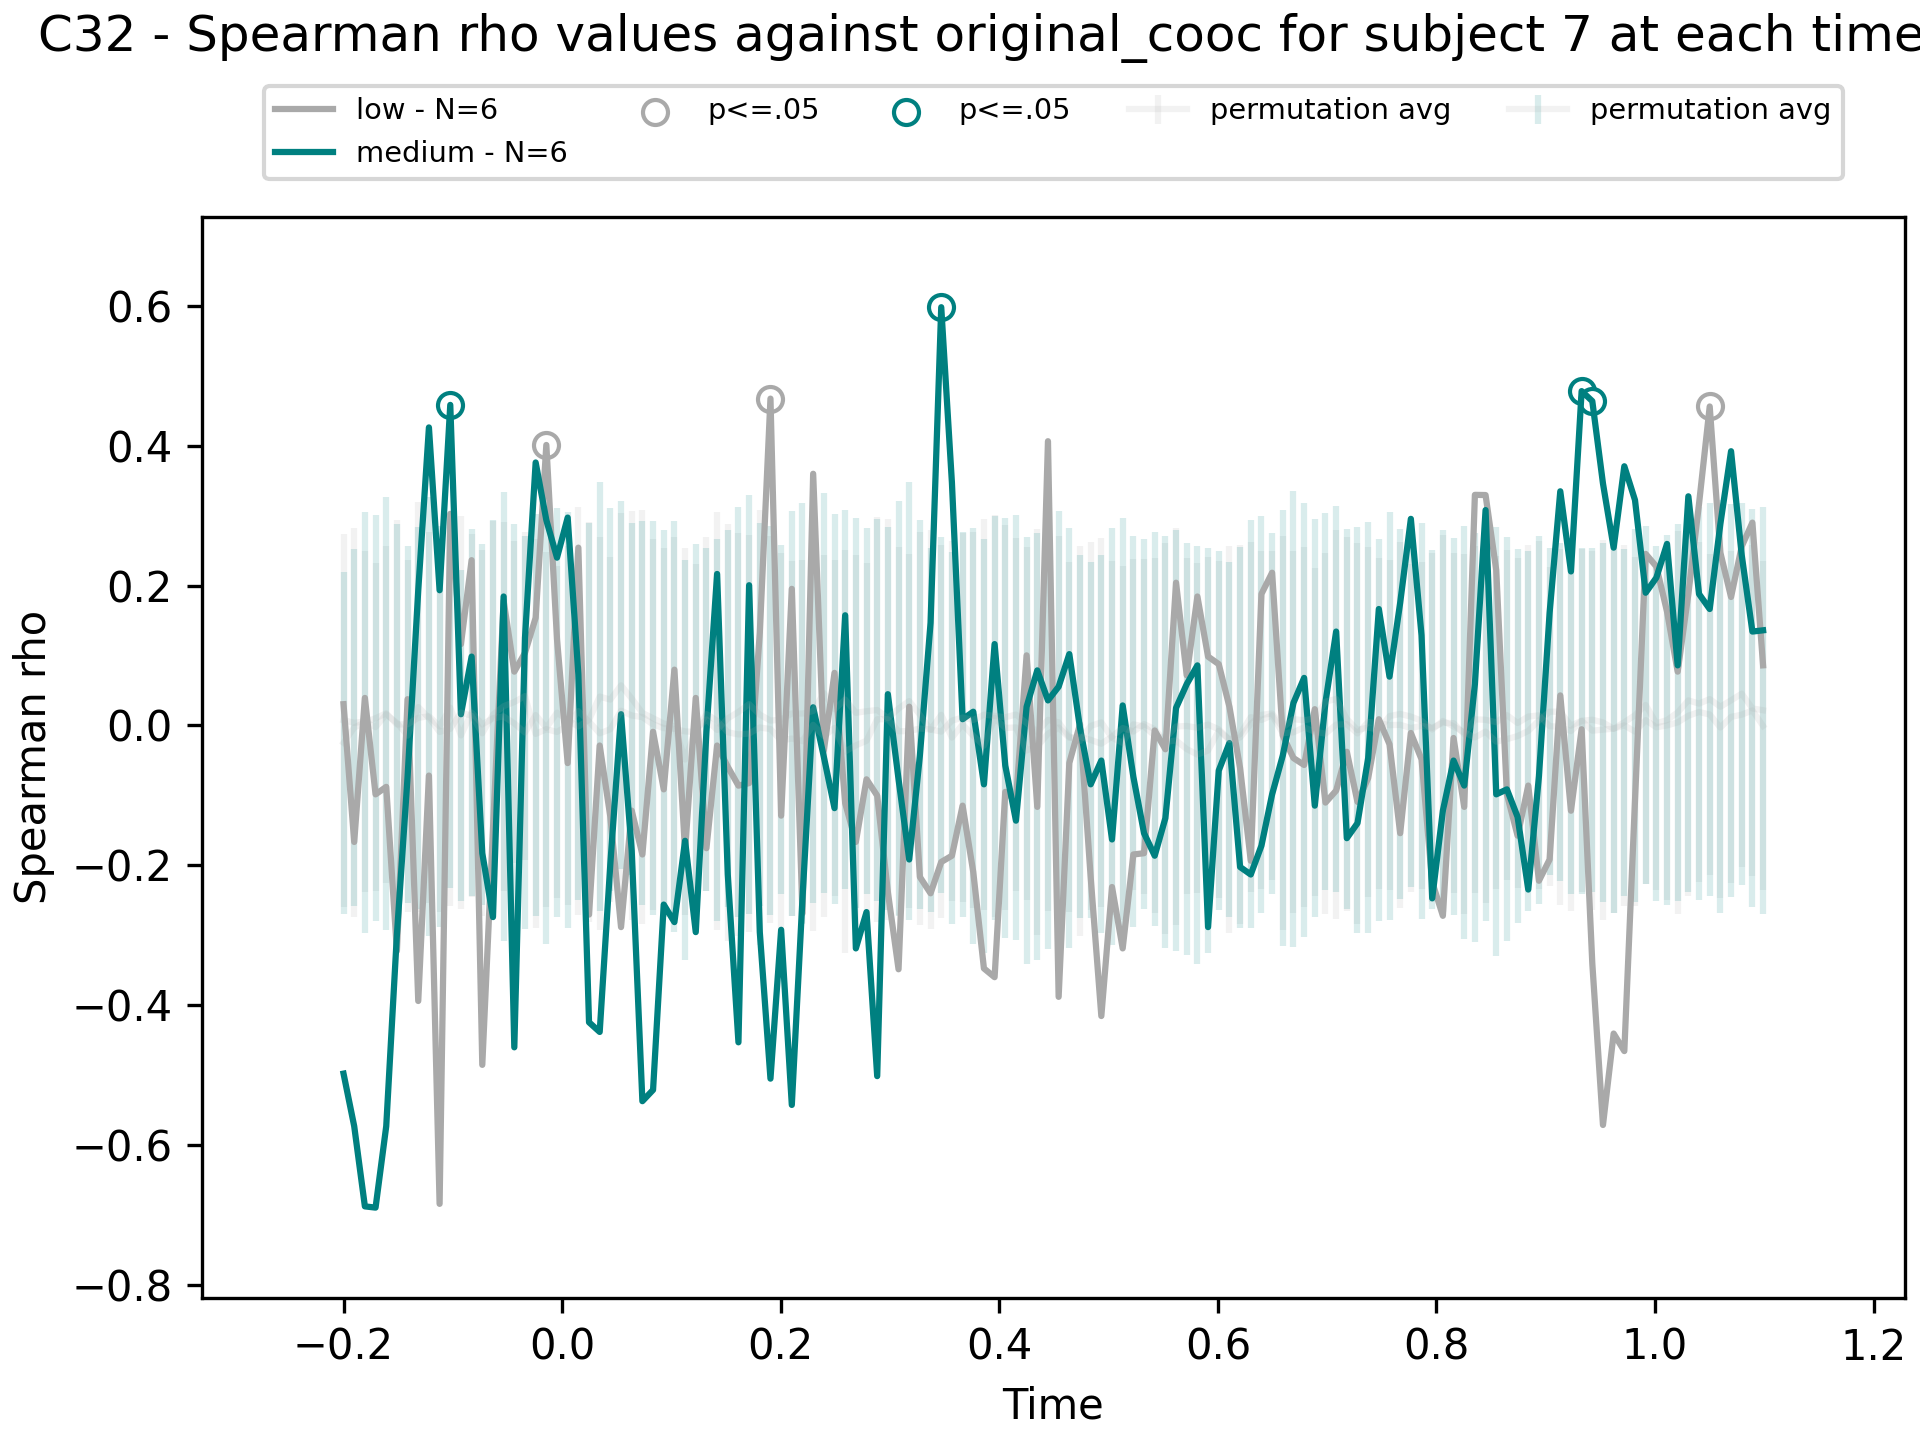 C32 - Spearman rho values against original_cooc for subject 7 at each time
low - N=6
medium - N=6
p<=.05
p<=.05
permutation avg
permutation avg
Spearman rho
0.6
0.4
0.2
0.0
−0.2
−0.4
−0.6
−0.8
−0.2
0.0
0.2
0.4
0.6
0.8
1.0
1.2
Time